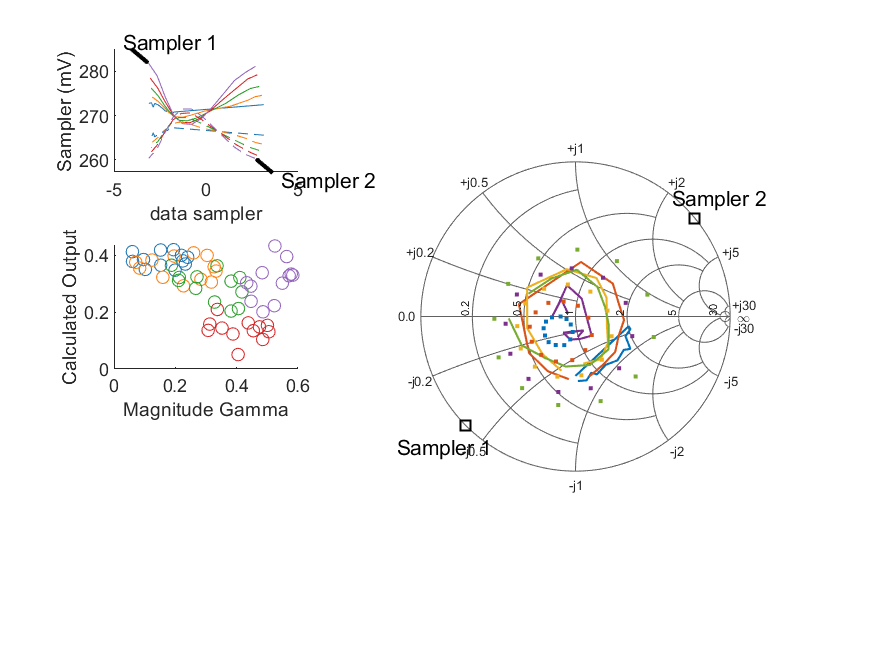 Sampler 1
Sampler (mV)
280
270
260
-5
0
5
Sampler 2
data sampler
Calculated Output
0.4
0.2
0
0
0.2
0.4
0.6
Magnitude Gamma
+j1
+j0.5
+j2
Sampler 2
+j0.2
+j5
0.0
0.2
0.5
1
2
5
30
+j30
∞
-j30
-j0.2
-j5
Sampler 1
-j0.5
-j2
-j1